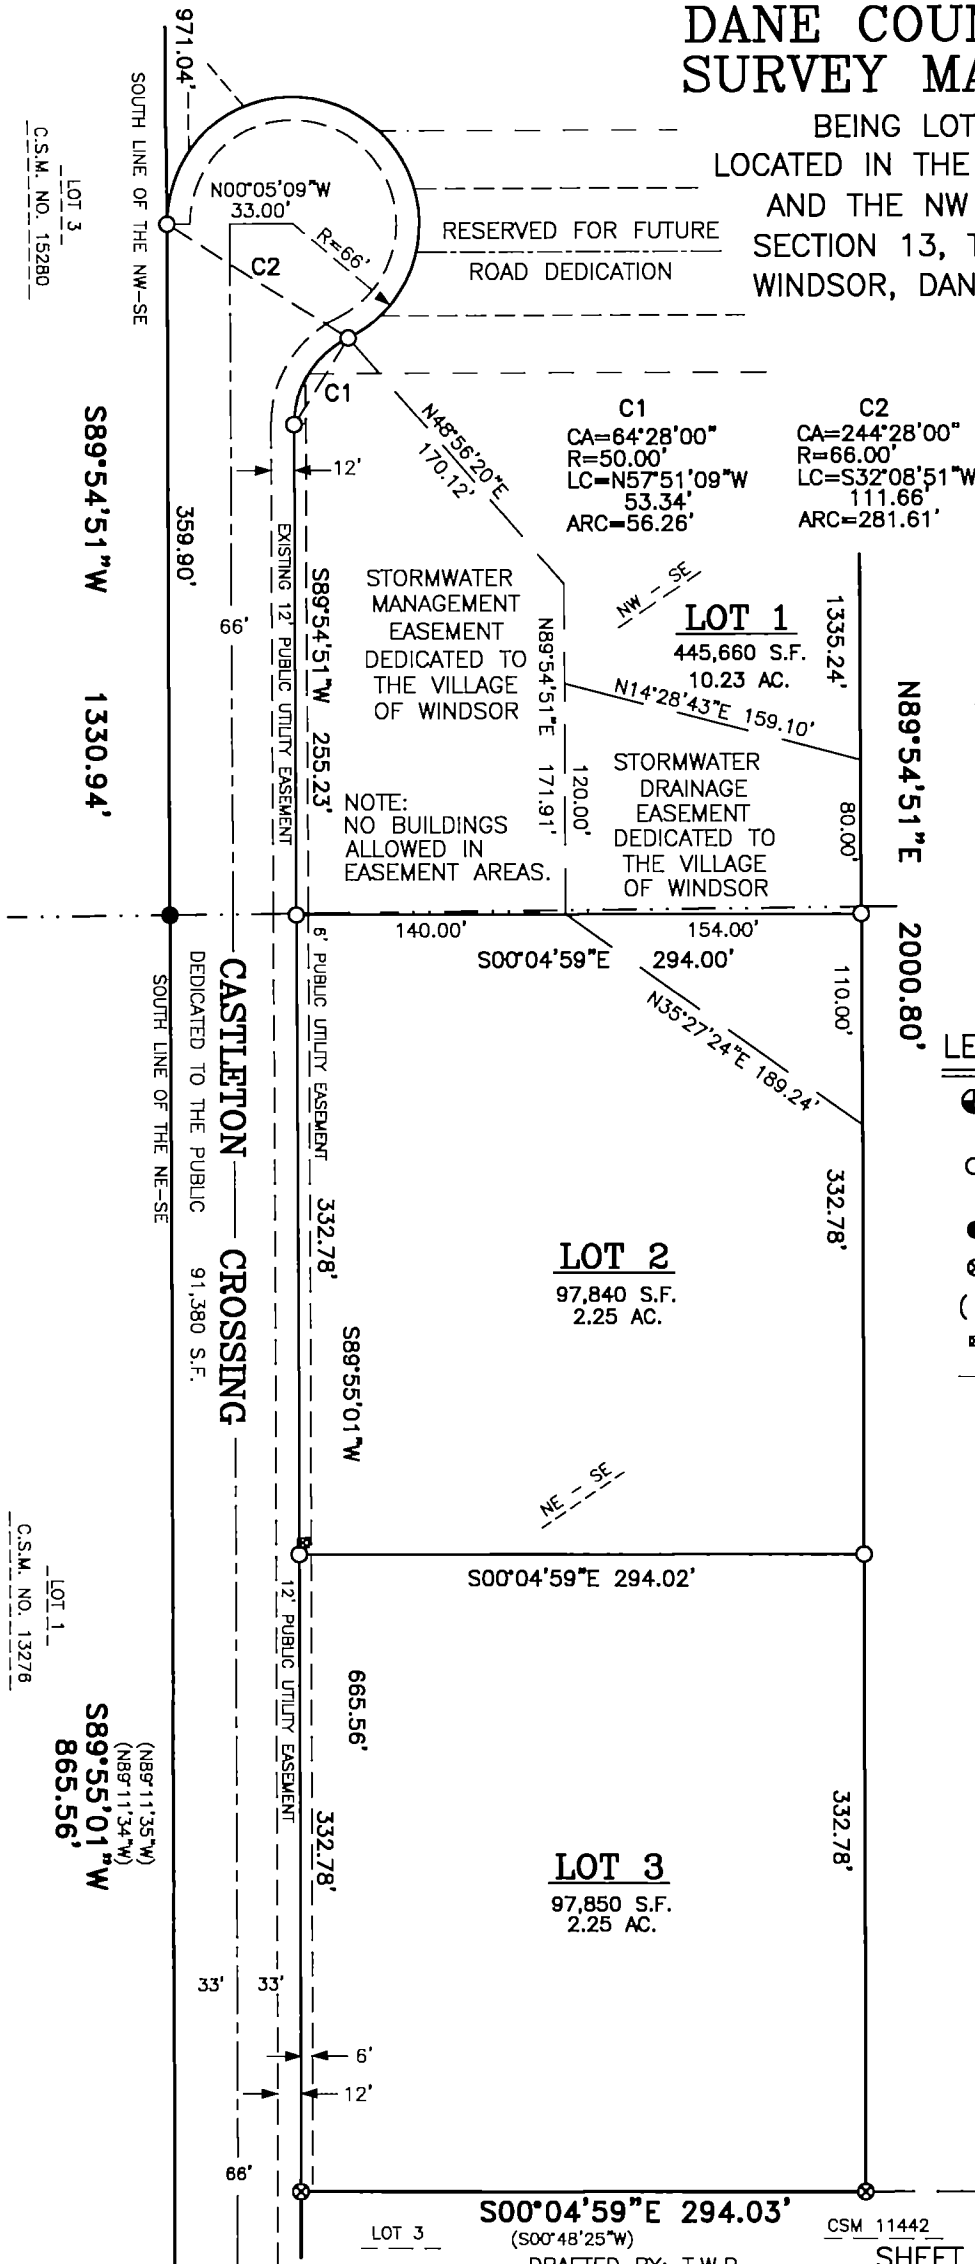 DANE COUN
SURVEY MA
BEING LOT
LOCATED IN THE
AND THE NW
SECTION 13, T
WINDSOR, DAN
971.04'
SOUTH LINE OF THE NW-SE
LOT 3
C.S.M. NO. 15280
N00°05'09"W
33.00'
R=66'
C2
RESERVED FOR FUTURE
ROAD DEDICATION
C1
12'
N48°56'20"E
170.12'
C1
CA=64°28'00"
R=50.00'
LC=N57°51'09"W
53.34'
ARC=56.26'
C2
CA=244°28'00"
R=66.00'
LC=S32°08'51"W
111.66'
ARC=281.61'
S89°54'51"W 1330.94'
359.90'
66'
EXISTING 12' PUBLIC UTILITY EASEMENT
S89°54'51"W 255.23'
STORMWATER
MANAGEMENT
EASEMENT
DEDICATED TO
THE VILLAGE
OF WINDSOR
N89°54'51"E 171.91'
120.00'
NW - SE
LOT 1
445,660 S.F.
10.23 AC.
N14°28'43"E 159.10'
1335.24'
N89°54'51"E 2000.80'
80.00'
STORMWATER
DRAINAGE
EASEMENT
DEDICATED TO
THE VILLAGE
OF WINDSOR
NOTE:
NO BUILDINGS
ALLOWED IN
EASEMENT AREAS.
140.00'
154.00'
S00°04'59"E 294.00'
110.00'
N35°27'24"E 189.24'
LE
SOUTH LINE OF THE NE-SE
DEDICATED TO THE PUBLIC 91,380 S.F.
CASTLETON CROSSING
6' PUBLIC UTILITY EASEMENT
332.78'
S89°55'01"W
332.78'
LOT 2
97,840 S.F.
2.25 AC.
NE - SE
S00°04'59"E 294.02'
LOT 1
C.S.M. NO. 13276
12' PUBLIC UTILITY EASEMENT
665.56'
(N89°11'35"W)
(N89°11'34"W)
S89°55'01"W
865.56'
332.78'
332.78'
LOT 3
97,850 S.F.
2.25 AC.
33'
33'
6'
12'
66'
S00°04'59"E 294.03'
(S00°48'25"W)
LOT 3
CSM 11442
DRAFTED BY: T.W.P.
SHEET